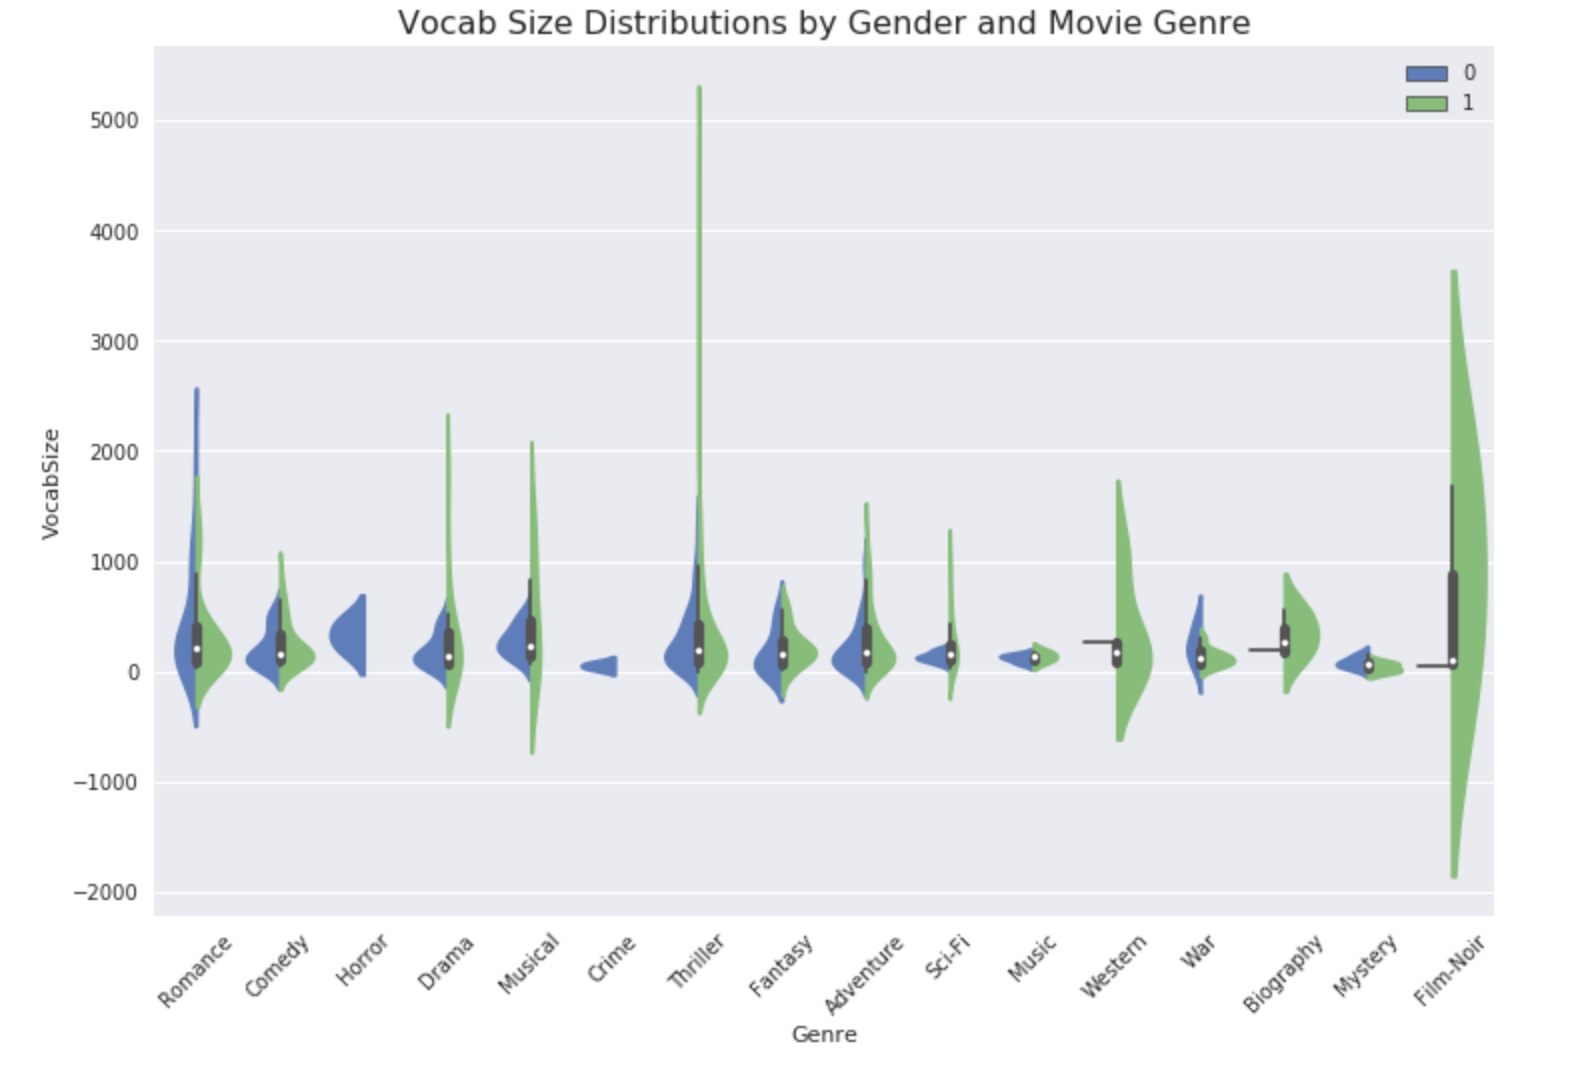 Vocab Size Distributions by Gender and Movie Genre
0
1
5000
4000
3000
2000
1000
0
−1000
−2000
VocabSize
Romance
Comedy
Horror
Drama
Musical
Crime
Thriller
Fantasy
Adventure
Sci-Fi
Music
Western
War
Biography
Mystery
Film-Noir
Genre